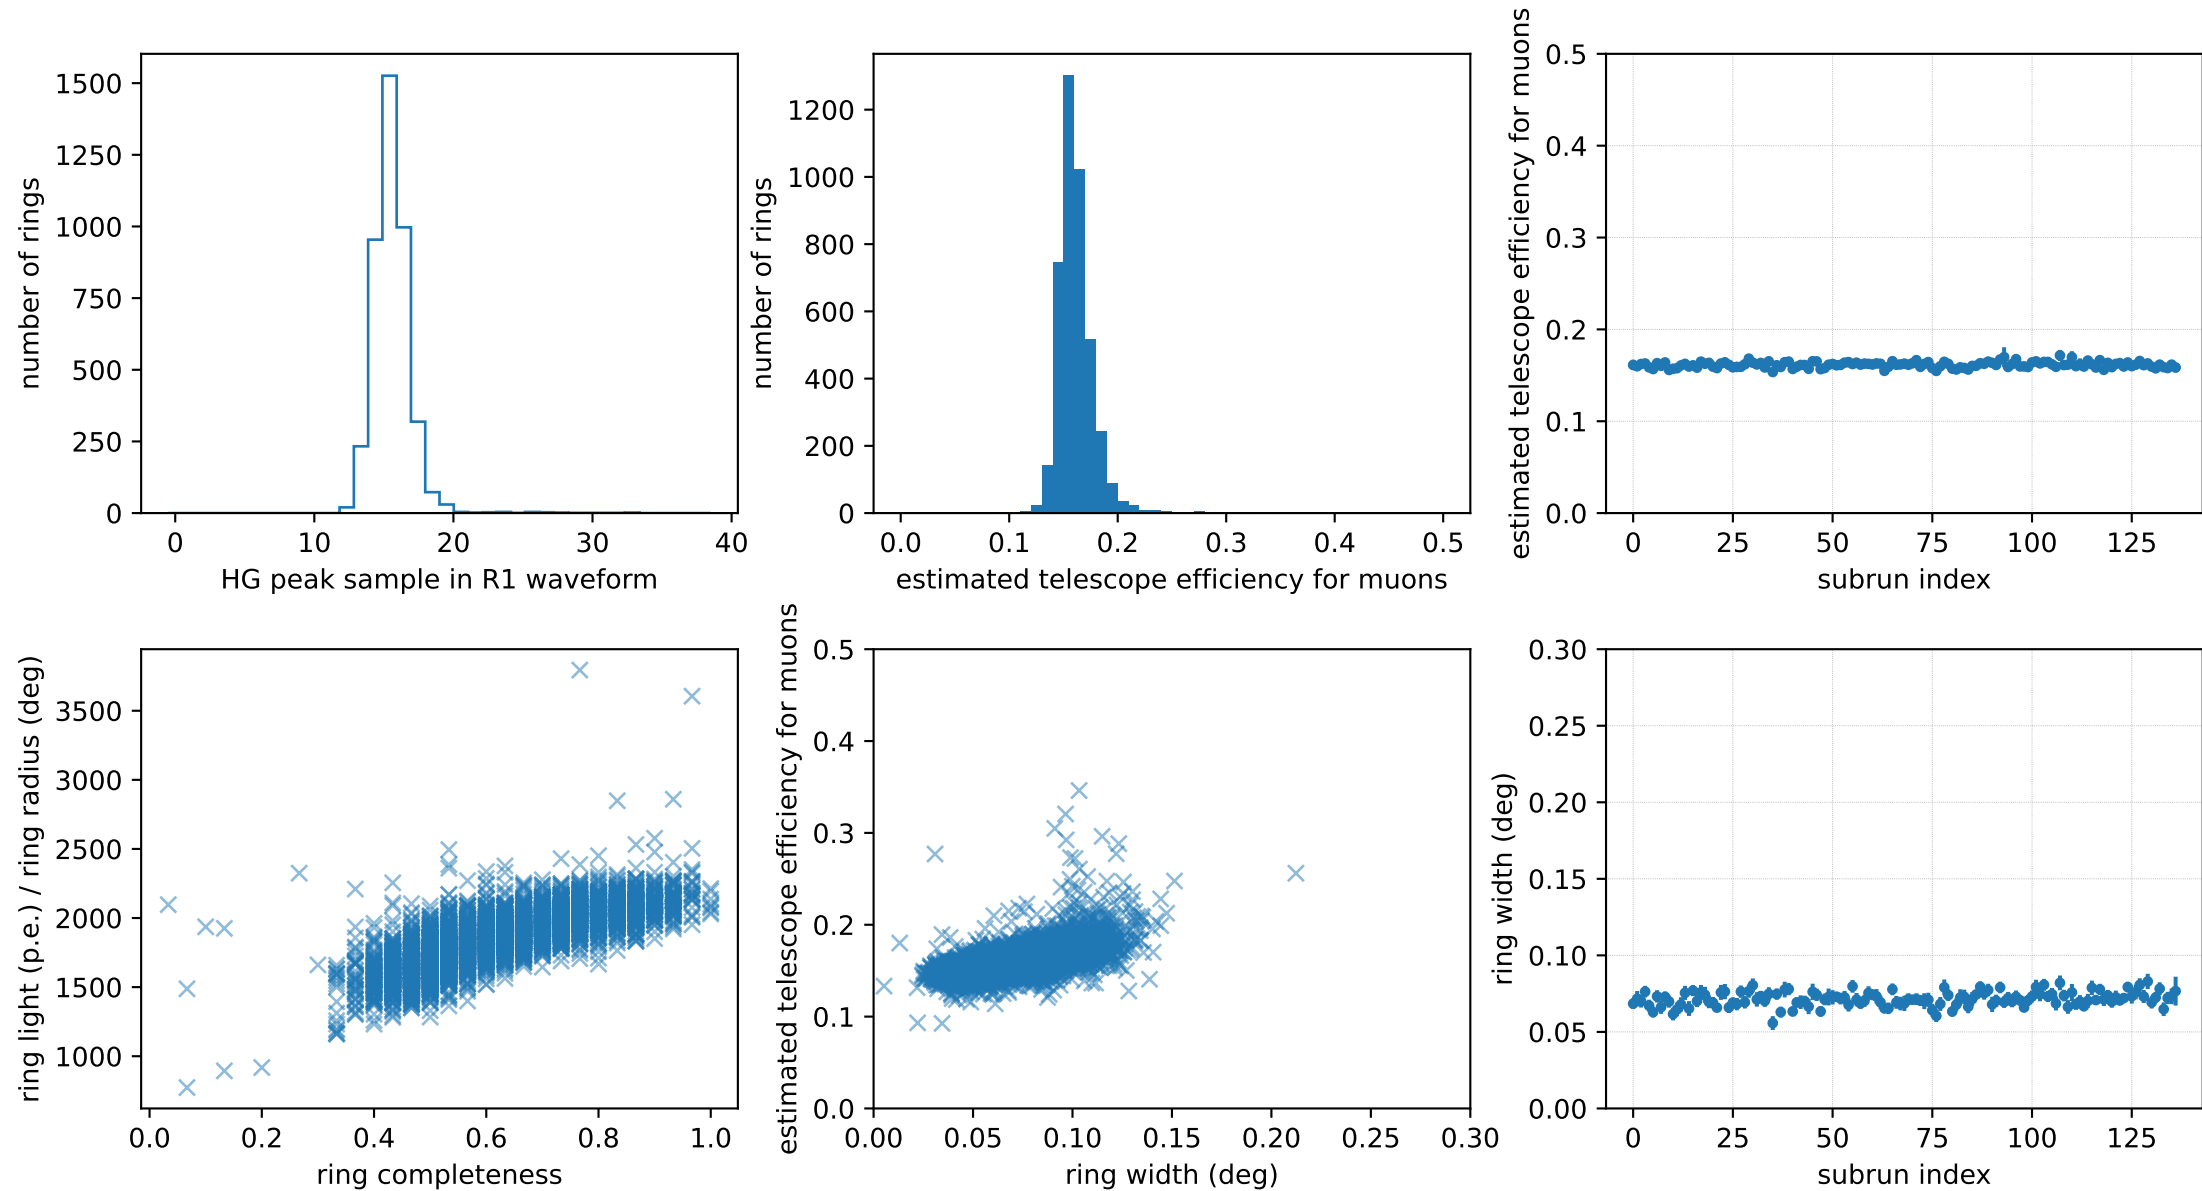 1500
1250
1000
750
500
250
0
number of rings
0 10 20 30 40
HG peak sample in R1 waveform
1200
1000
800
600
400
200
0
number of rings
0.0 0.1 0.2 0.3 0.4 0.5
estimated telescope efficiency for muons
0.5
0.4
0.3
0.2
0.1
0.0
estimated telescope efficiency for muons
0 25 50 75 100 125
subrun index
3500
3000
2500
2000
1500
1000
ring light (p.e.) / ring radius (deg)
0.0 0.2 0.4 0.6 0.8 1.0
ring completeness
0.5
0.4
0.3
0.2
0.1
0.0
estimated telescope efficiency for muons
0.00 0.05 0.10 0.15 0.20 0.25 0.30
ring width (deg)
0.30
0.25
0.20
0.15
0.10
0.05
0.00
ring width (deg)
0 25 50 75 100 125
subrun index